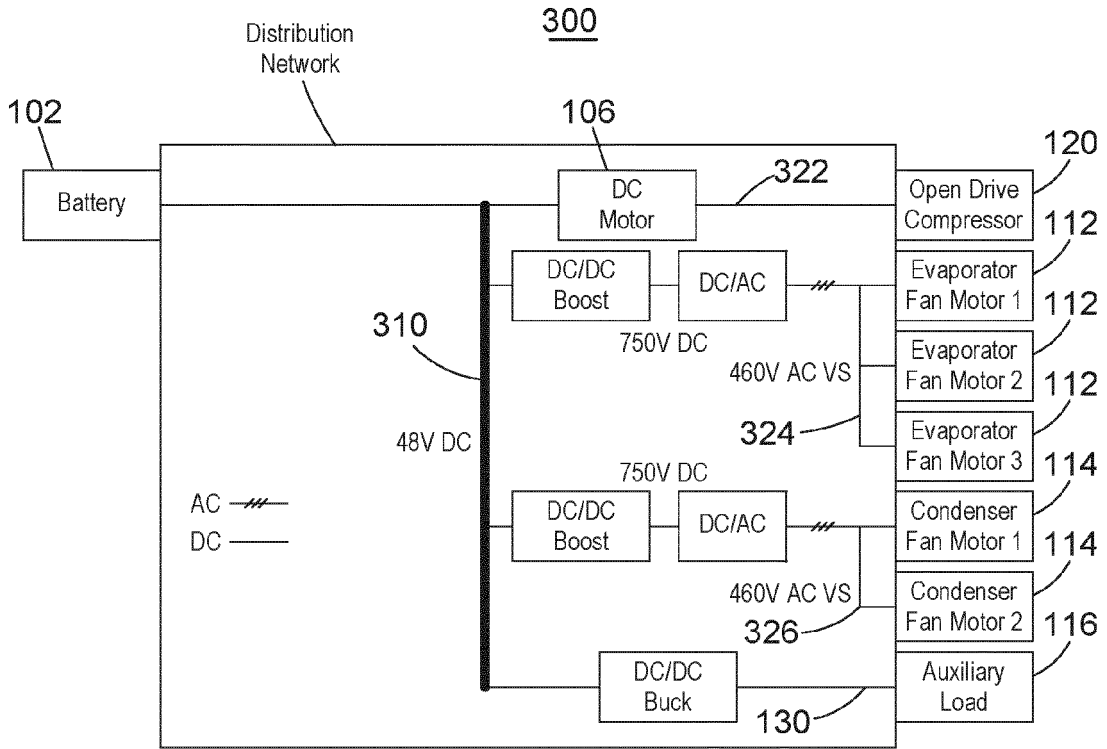 300
Distribution
Network
102
106
120
Battery
DC
Motor
322
Open Drive
Compressor
112
DC/DC
Boost
DC/AC
Evaporator
Fan Motor 1
310
750V DC
112
460V AC VS
Evaporator
Fan Motor 2
112
324
48V DC
Evaporator
Fan Motor 3
750V DC
114
AC
DC
DC/DC
Boost
DC/AC
Condenser
Fan Motor 1
114
460V AC VS
326
Condenser
Fan Motor 2
116
DC/DC
Buck
130
Auxiliary
Load